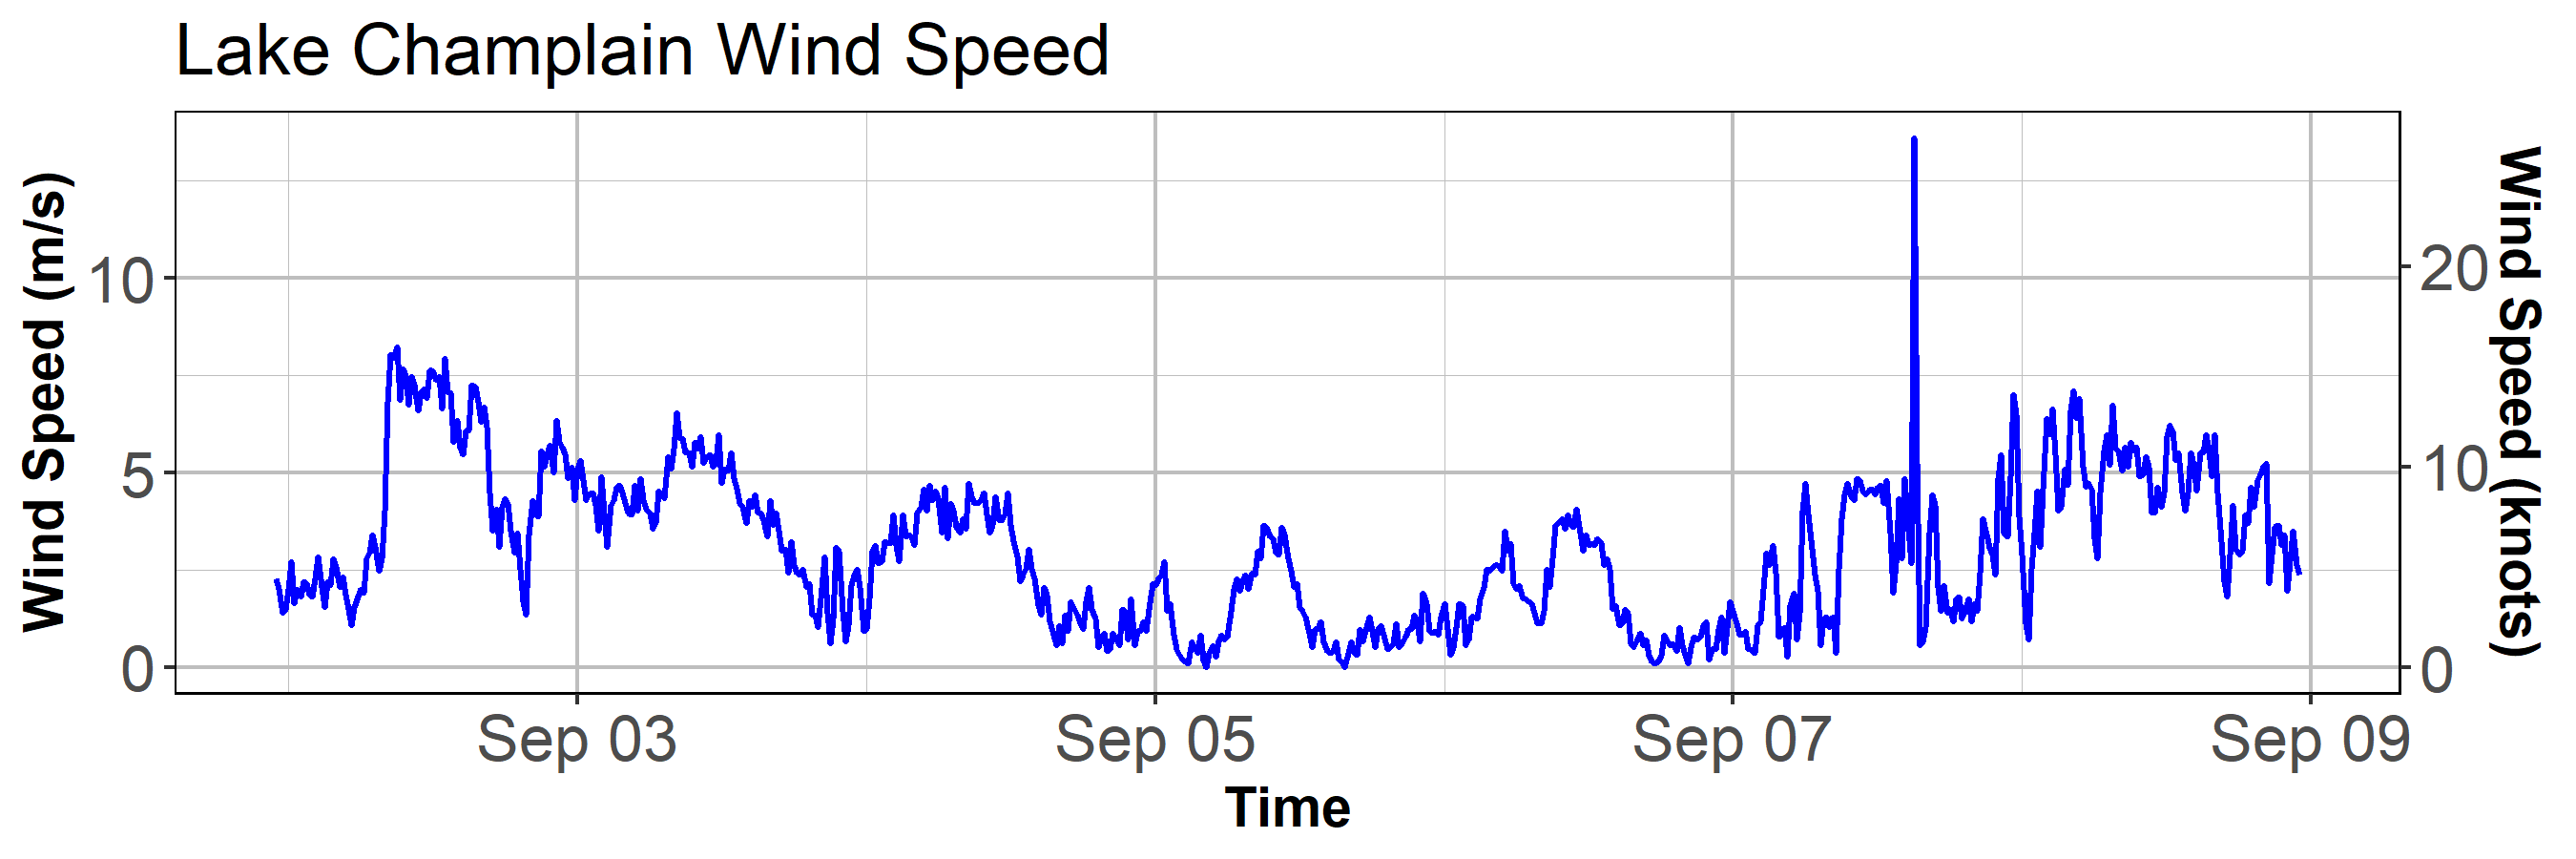 Lake Champlain Wind Speed
Wind Speed (m/s)
10
5
0
20
10
0
Wind Speed (knots)
Sep 03
Sep 05
Sep 07
Sep 09
Time